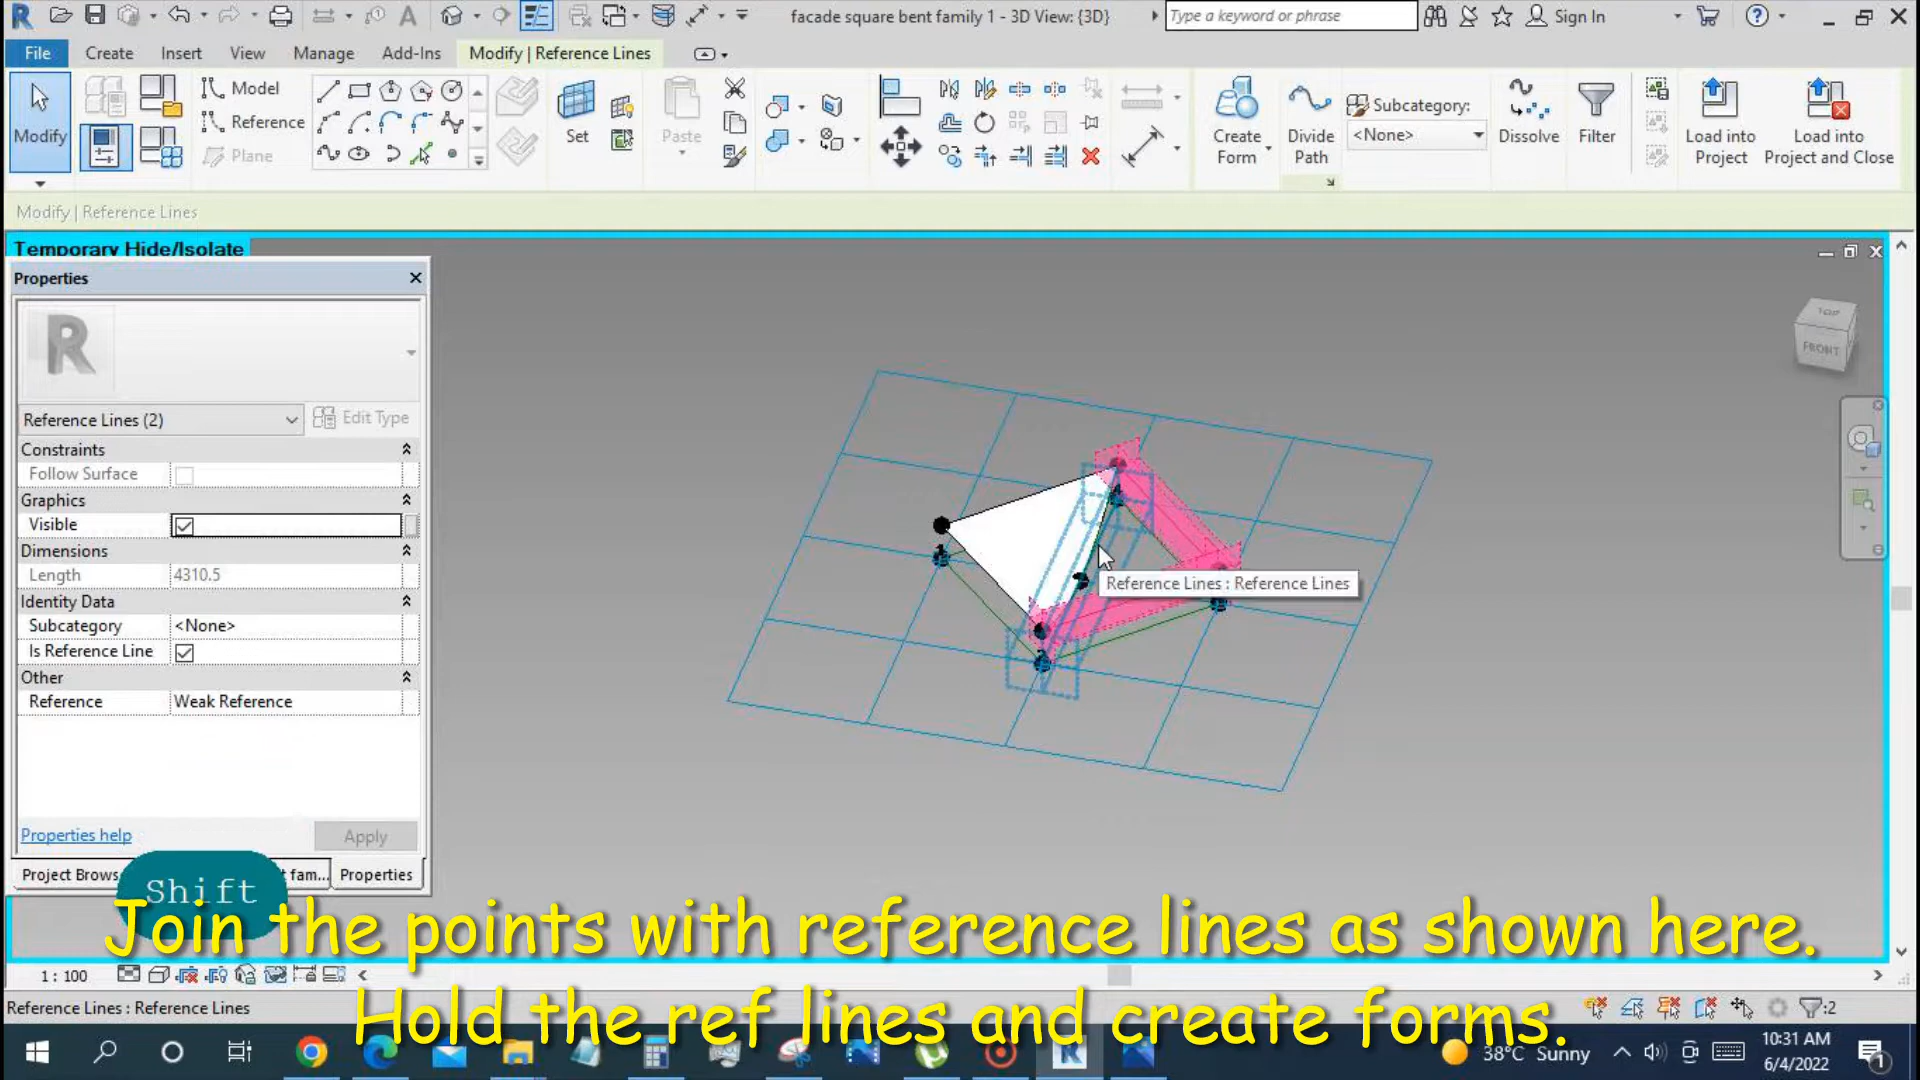 facade square bent family 1 - 3D View: {3D}
Type a keyword or phrase
Sign In
File
Create
Insert
View
Manage
Add-Ins
Modify | Reference Lines
Modify
Model
Reference
Plane
Set
Paste
Create
Form
Divide
Path
Subcategory:
<None>
Dissolve
Filter
Load into
Project
Load into
Project and Close
Modify | Reference Lines
Temporary Hide/Isolate
Properties
R
Reference Lines (2)
Edit Type
Constraints
Follow Surface
Graphics
Visible
Dimensions
Length 4310.5
Identity Data
Subcategory <None>
Is Reference Line
Other
Reference Weak Reference
Properties help
Apply
Project Brows
t fam...
Properties
TOP
FRONT
Reference Lines : Reference Lines
Shift
Join the points with reference lines as shown here.
Hold the ref lines and create forms.
1 : 100
Reference Lines : Reference Lines
:2
38°C Sunny
10:31 AM
6/4/2022
1